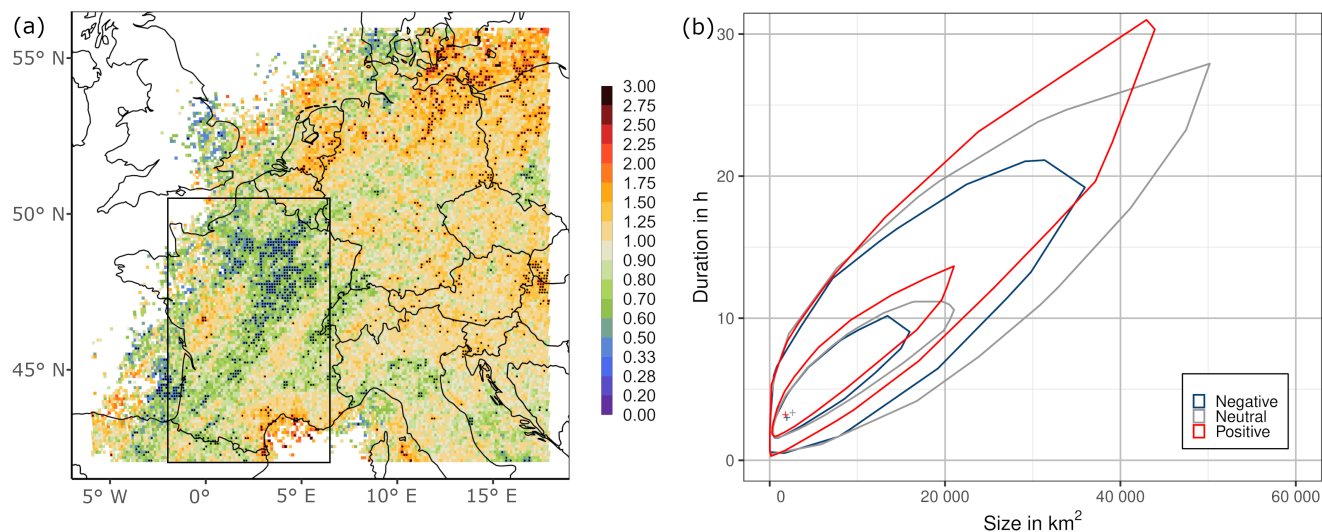 (a)
55° N
50° N
45° N
5° W
0°
5° E
10° E
15° E
3.00
2.75
2.50
2.25
2.00
1.75
1.50
1.25
1.00
0.90
0.80
0.70
0.60
0.50
0.33
0.28
0.20
0.00
(b)
Duration in h
30
20
10
0
0
20 000
40 000
60 000
Size in km²
Negative
Neutral
Positive